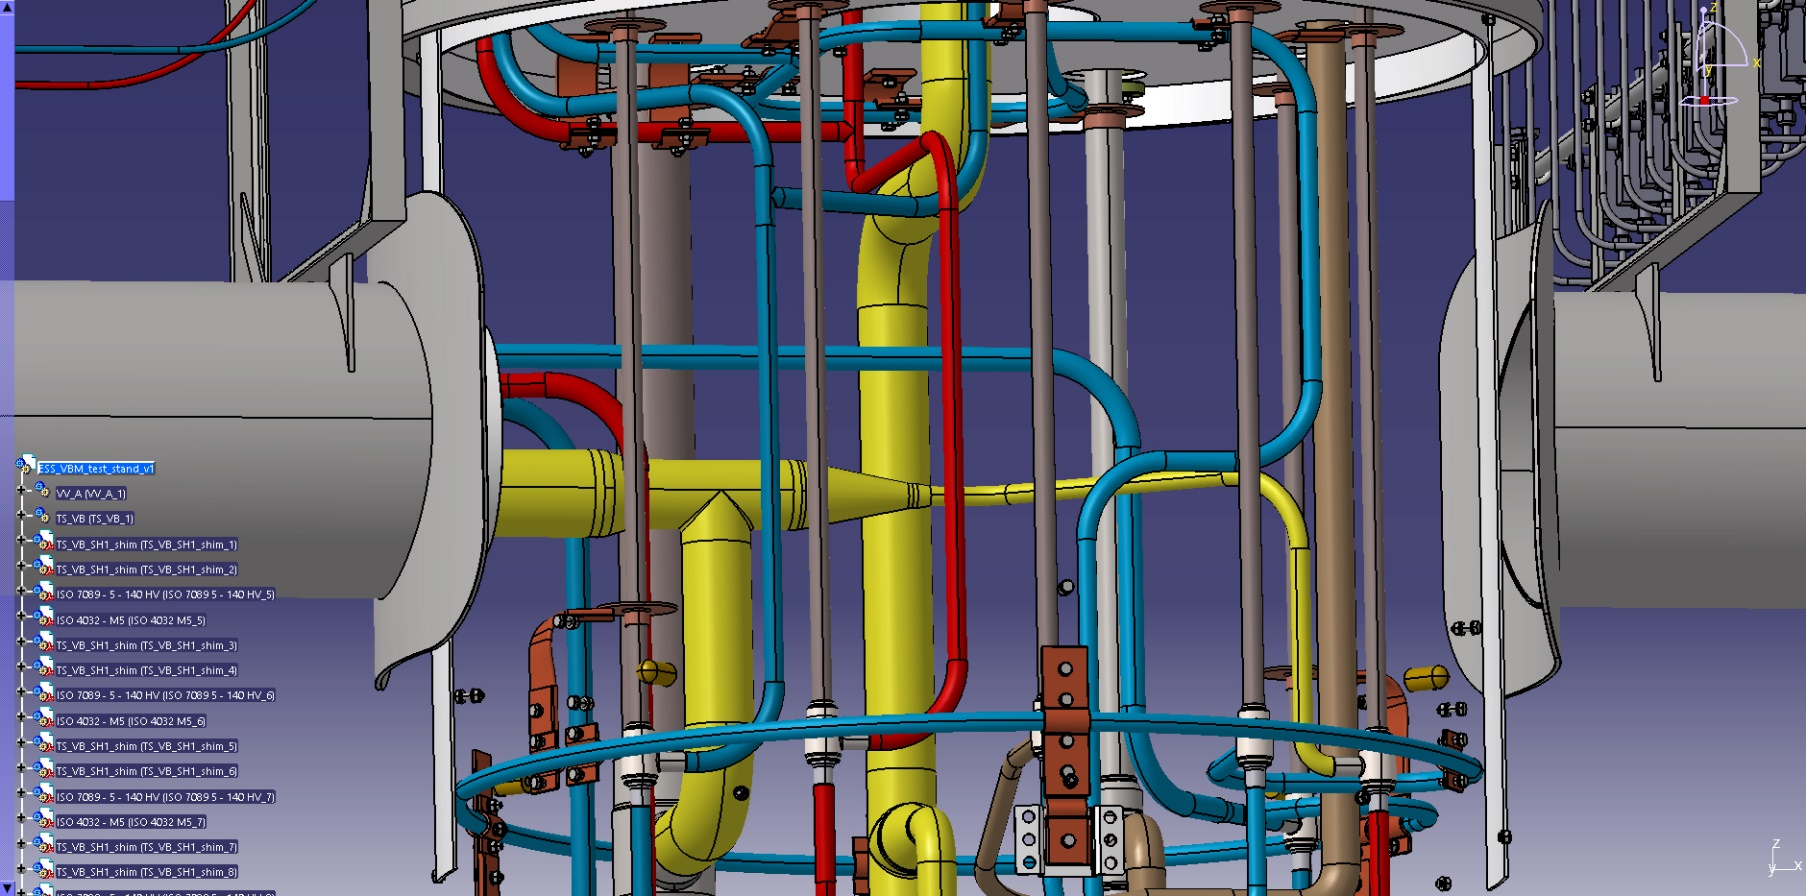 z
x
y
ESS_VBM_test_stand_v1
VV_A (VV_A_1)
TS_VB (TS_VB_1)
TS_VB_SH1_shim (TS_VB_SH1_shim_1)
TS_VB_SH1_shim (TS_VB_SH1_shim_2)
ISO 7089 - 5 - 140 HV (ISO 7089 5 - 140 HV_5)
ISO 4032 - M5 (ISO 4032 M5_5)
TS_VB_SH1_shim (TS_VB_SH1_shim_3)
TS_VB_SH1_shim (TS_VB_SH1_shim_4)
ISO 7089 - 5 - 140 HV (ISO 7089 5 - 140 HV_6)
ISO 4032 - M5 (ISO 4032 M5_6)
TS_VB_SH1_shim (TS_VB_SH1_shim_5)
TS_VB_SH1_shim (TS_VB_SH1_shim_6)
ISO 7089 - 5 - 140 HV (ISO 7089 5 - 140 HV_7)
ISO 4032 - M5 (ISO 4032 M5_7)
TS_VB_SH1_shim (TS_VB_SH1_shim_7)
TS_VB_SH1_shim (TS_VB_SH1_shim_8)
z
y x